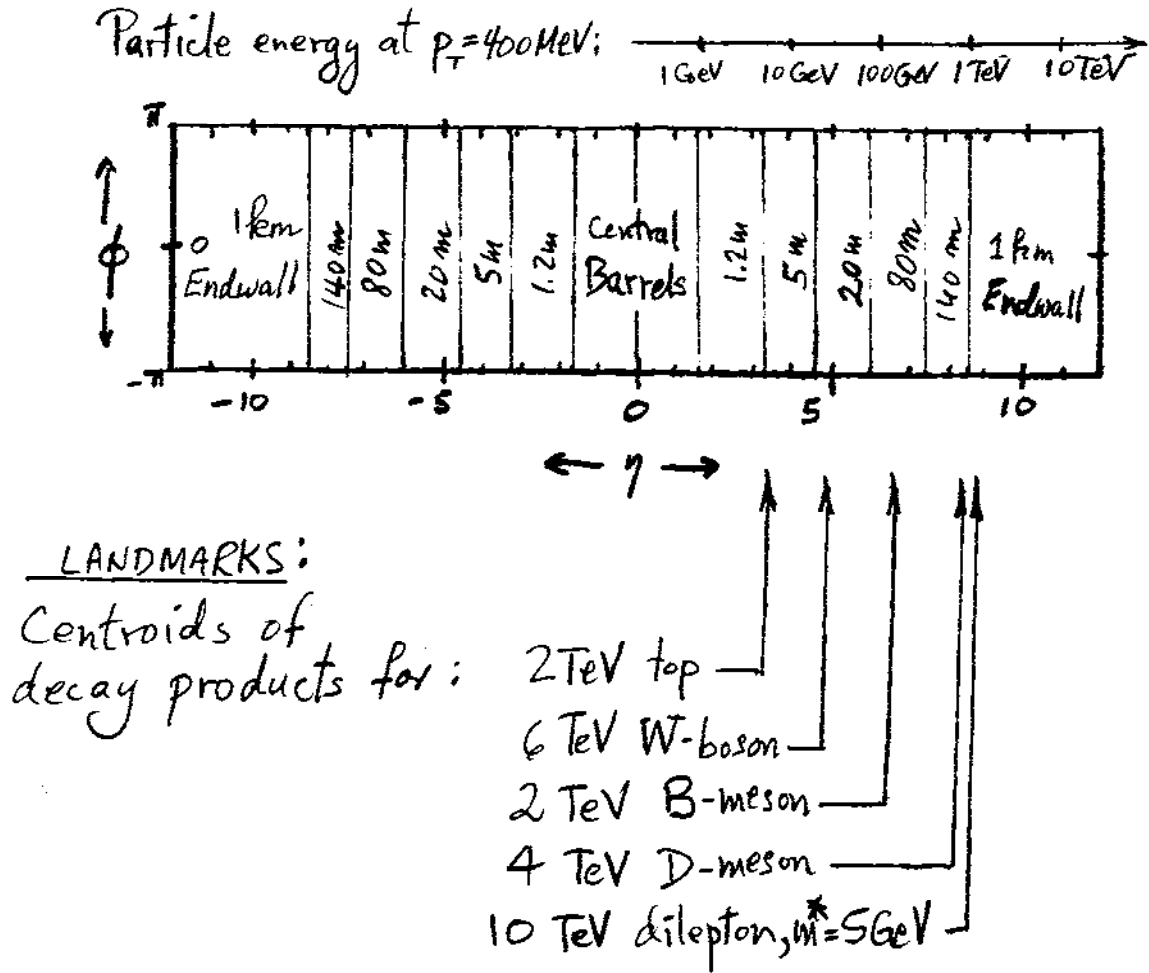 Particle energy at p_T=400MeV:
1GeV 10GeV 100GeV 1TeV 10TeV
π
ϕ
0
-π
1km Endwall
140m
80m
20m
5m
1.2m
Central Barrels
1.2m
5m
20m
80m
140m
1km Endwall
-10 -5 0 5 10
← η →
LANDMARKS:
Centroids of
decay products for:
2TeV top
6 TeV W-boson
2 TeV B-meson
4 TeV D-meson
10 TeV dilepton, m*=5GeV